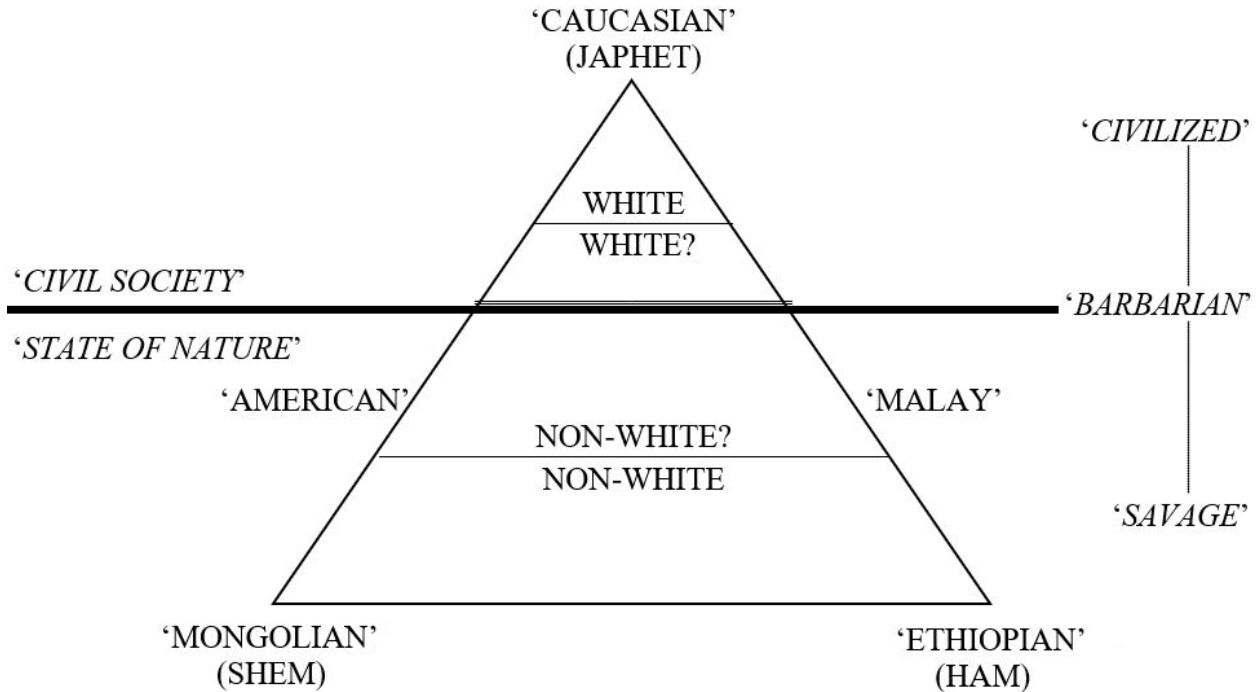 ‘CAUCASIAN’
(JAPHET)
‘CIVILIZED’
WHITE
WHITE?
‘CIVIL SOCIETY’
‘BARBARIAN’
‘STATE OF NATURE’
‘AMERICAN’
‘MALAY’
NON-WHITE?
NON-WHITE
‘SAVAGE’
‘MONGOLIAN’
(SHEM)
‘ETHIOPIAN’
(HAM)